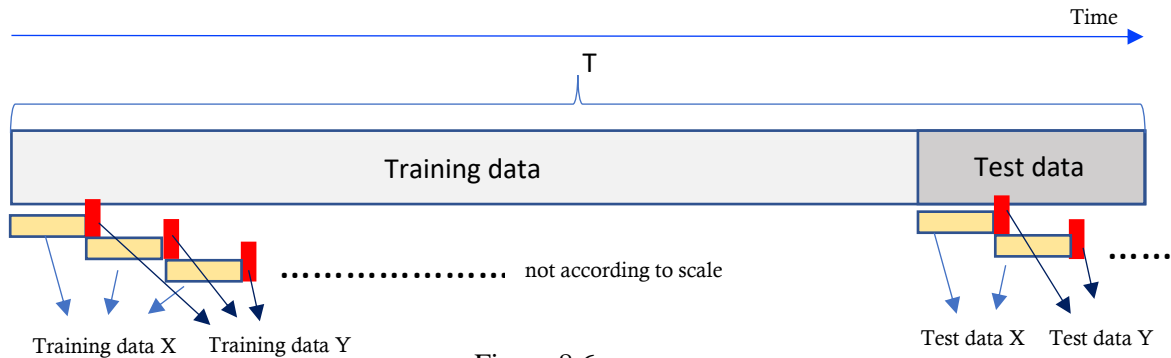 Time
T
Training data
Test data
not according to scale
Training data X
Training data Y
Test data X
Test data Y